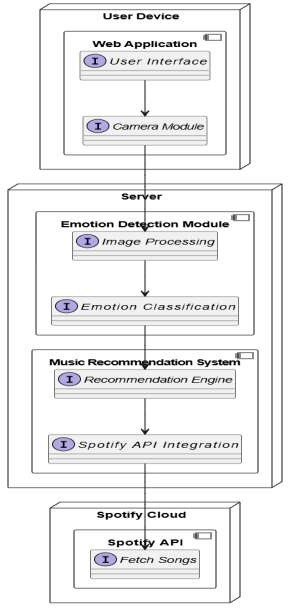 User Device
Web Application
I User Interface
I Camera Module
Server
Emotion Detection Module
I Image Processing
I Emotion Classification
Music Recommendation System
I Recommendation Engine
I Spotify API Integration
Spotify Cloud
Spotify API
I Fetch Songs